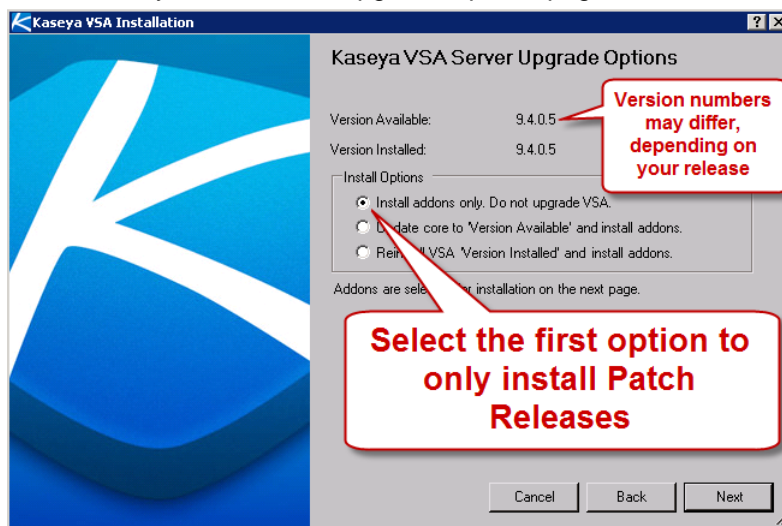 Kaseya VSA Installation
Kaseya VSA Server Upgrade Options
Version Available: 9.4.0.5
Version Installed: 9.4.0.5
Version numbers
may differ,
depending on
your release
Install Options
Install addons only. Do not upgrade VSA.
date core to 'Version Available' and install addons.
VSA 'Version Installed' and install addons.
Addons are installation on the next page.
Select the first option to
only install Patch
Releases
Cancel Back Next